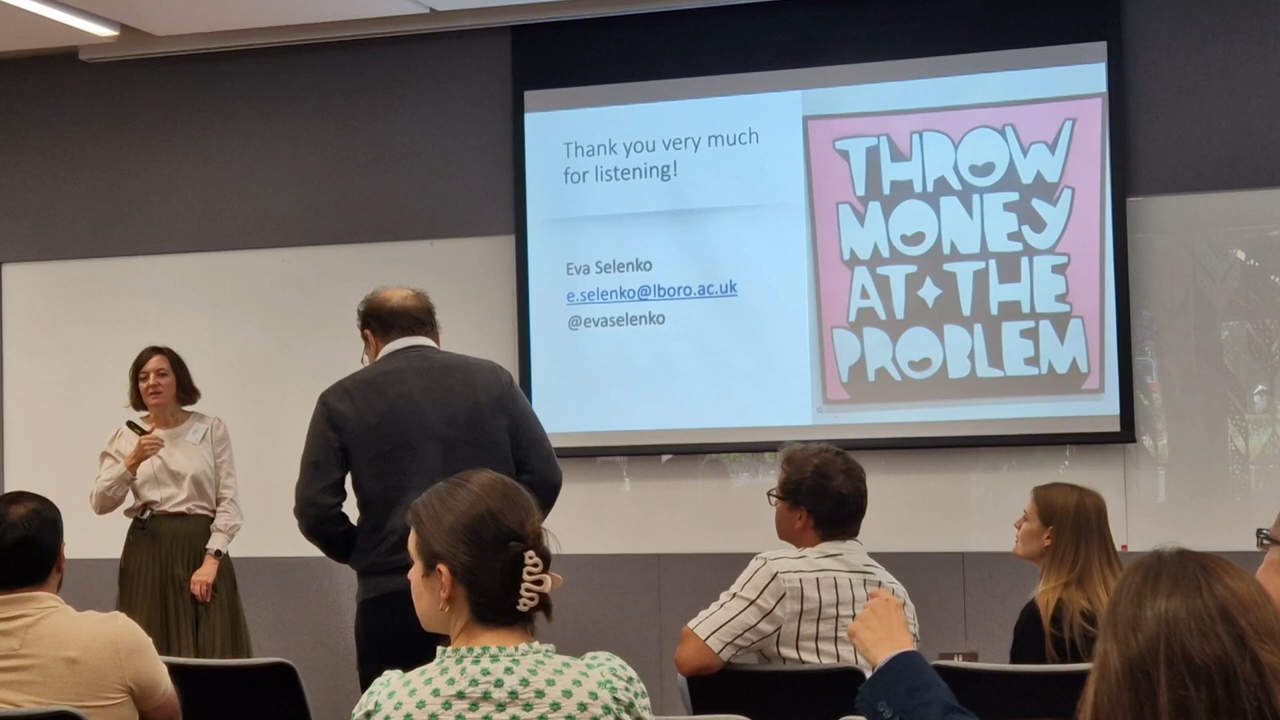 Thank you very much
for listening!
Eva Selenko
e.selenko@lboro.ac.uk
@evaselenko
THROW
MONEY
AT THE
PROBLEM